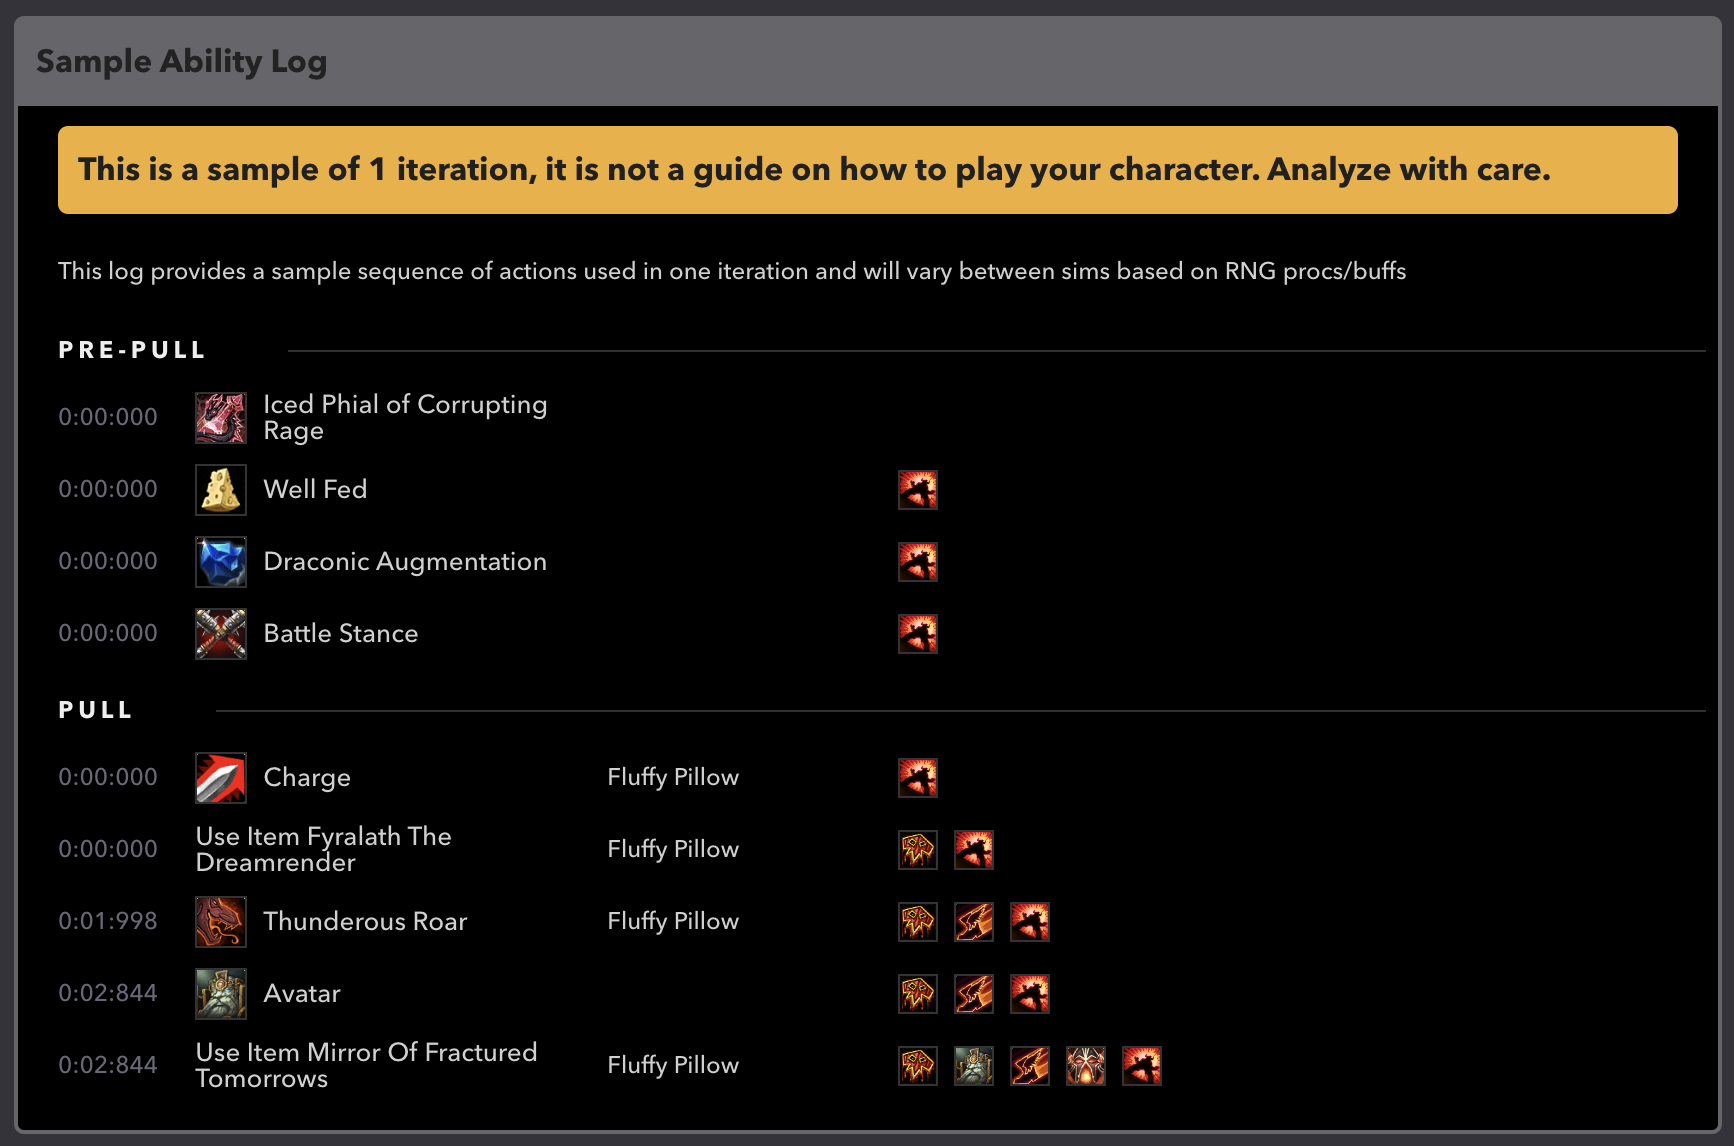 Sample Ability Log
This is a sample of 1 iteration, it is not a guide on how to play your character. Analyze with care.
This log provides a sample sequence of actions used in one iteration and will vary between sims based on RNG procs/buffs
PRE-PULL
0:00:000 Iced Phial of Corrupting
Rage
0:00:000 Well Fed
0:00:000 Draconic Augmentation
0:00:000 Battle Stance
PULL
0:00:000 Charge Fluffy Pillow
0:00:000 Use Item Fyralath The
Dreamrender Fluffy Pillow
0:01:998 Thunderous Roar Fluffy Pillow
0:02:844 Avatar
0:02:844 Use Item Mirror Of Fractured
Tomorrows Fluffy Pillow